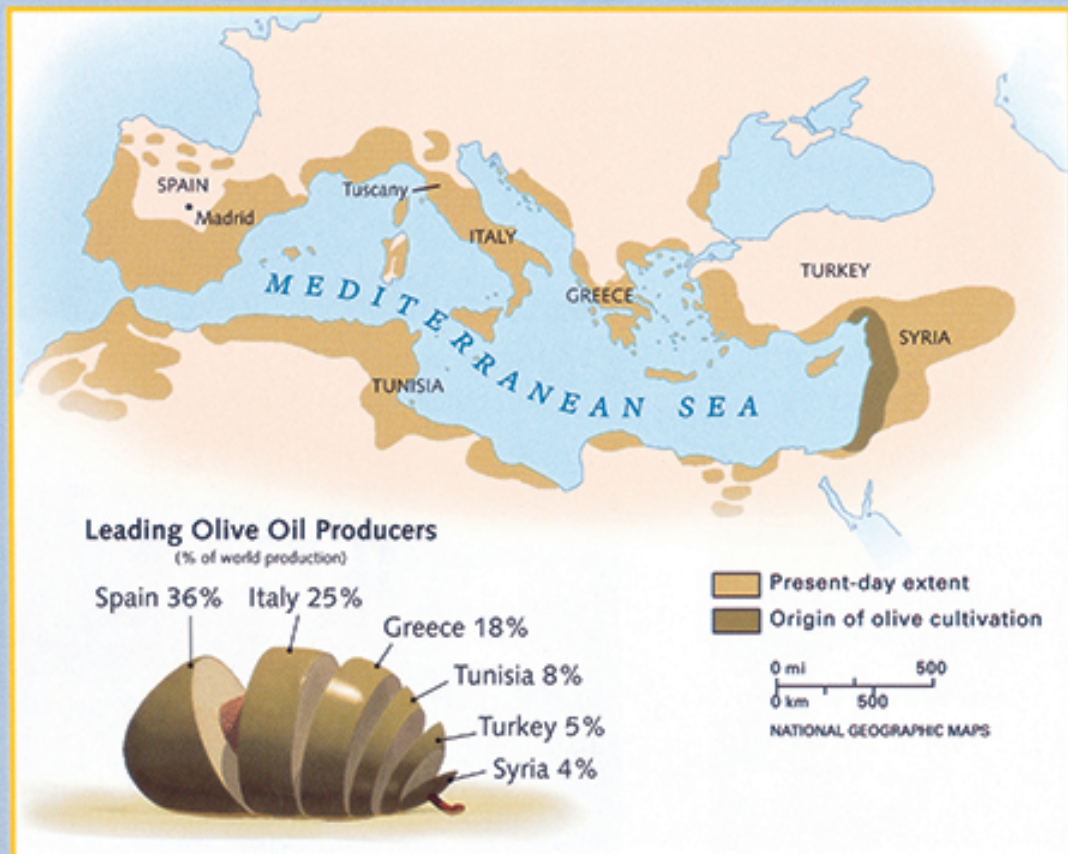 SPAIN
Madrid
Tuscany
ITALY
MEDITERRANEAN SEA
GREECE
TURKEY
SYRIA
TUNISIA
Leading Olive Oil Producers
(% of world production)
Spain 36%
Italy 25%
Greece 18%
Tunisia 8%
Turkey 5%
Syria 4%
Present-day extent
Origin of olive cultivation
0 mi 500
0 km 500
NATIONAL GEOGRAPHIC MAPS